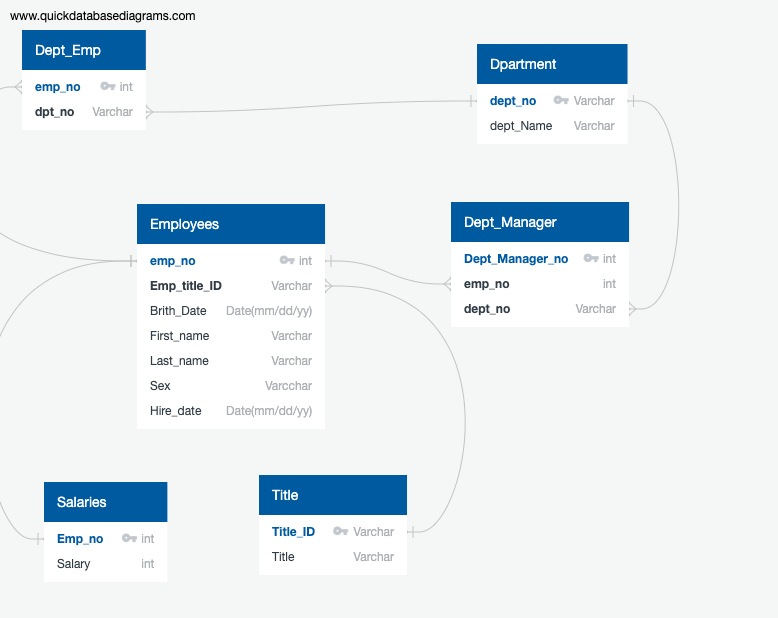 www.quickdatabasediagrams.com
Dept_Emp
emp_no int
dpt_no Varchar
Dpartment
dept_no Varchar
dept_Name Varchar
Employees
emp_no int
Emp_title_ID Varchar
Brith_Date Date(mm/dd/yy)
First_name Varchar
Last_name Varchar
Sex Varcchar
Hire_date Date(mm/dd/yy)
Dept_Manager
Dept_Manager_no int
emp_no int
dept_no Varchar
Salaries
Emp_no int
Salary int
Title
Title_ID Varchar
Title Varchar